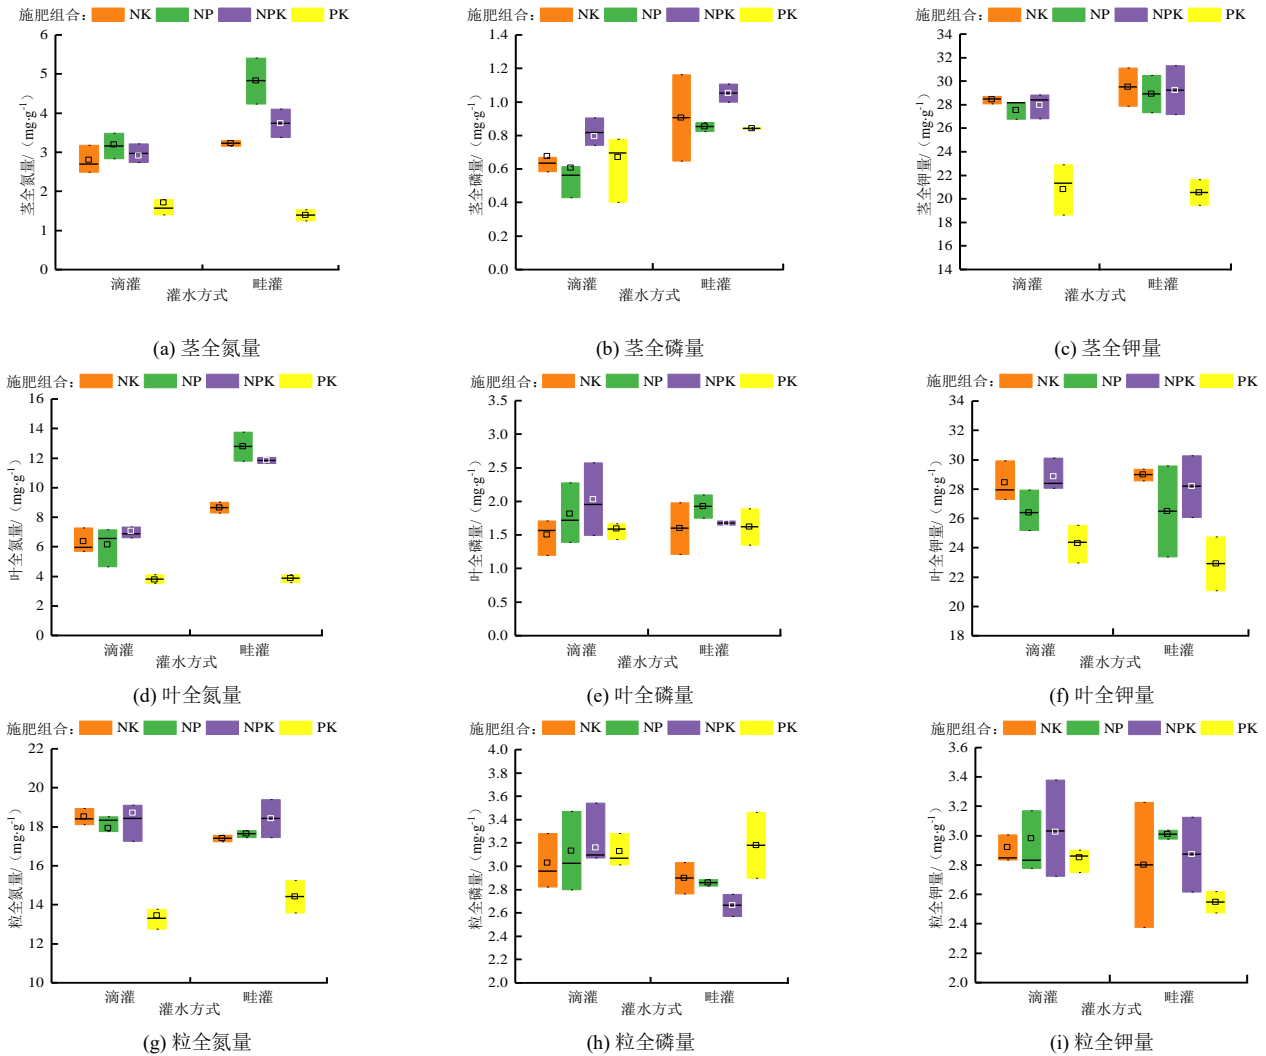 施肥组合： NK NP NPK PK
施肥组合： NK NP NPK PK
施肥组合： NK NP NPK PK
茎全氮量/（mg·g⁻¹）
6
5
4
3
2
1
0
滴灌 畦灌
灌水方式
茎全磷量/（mg·g⁻¹）
1.4
1.2
1.0
0.8
0.6
0.4
0.2
0.0
滴灌 畦灌
灌水方式
茎全钾量/（mg·g⁻¹）
34
32
30
28
26
24
22
20
18
16
14
滴灌 畦灌
灌水方式
(a) 茎全氮量
(b) 茎全磷量
(c) 茎全钾量
施肥组合： NK NP NPK PK
施肥组合： NK NP NPK PK
施肥组合： NK NP NPK PK
叶全氮量/（mg·g⁻¹）
16
14
12
10
8
6
4
2
0
滴灌 畦灌
灌水方式
叶全磷量/（mg·g⁻¹）
3.5
3.0
2.5
2.0
1.5
1.0
0.5
0.0
滴灌 畦灌
灌水方式
叶全钾量/（mg·g⁻¹）
34
32
30
28
26
24
22
20
18
滴灌 畦灌
灌水方式
(d) 叶全氮量
(e) 叶全磷量
(f) 叶全钾量
施肥组合： NK NP NPK PK
施肥组合： NK NP NPK PK
施肥组合： NK NP NPK PK
粒全氮量/（mg·g⁻¹）
22
20
18
16
14
12
10
滴灌 畦灌
灌水方式
粒全磷量/（mg·g⁻¹）
4.0
3.8
3.6
3.4
3.2
3.0
2.8
2.6
2.4
2.2
2.0
滴灌 畦灌
灌水方式
粒全钾量/（mg·g⁻¹）
3.6
3.4
3.2
3.0
2.8
2.6
2.4
2.2
2.0
滴灌 畦灌
灌水方式
(g) 粒全氮量
(h) 粒全磷量
(i) 粒全钾量